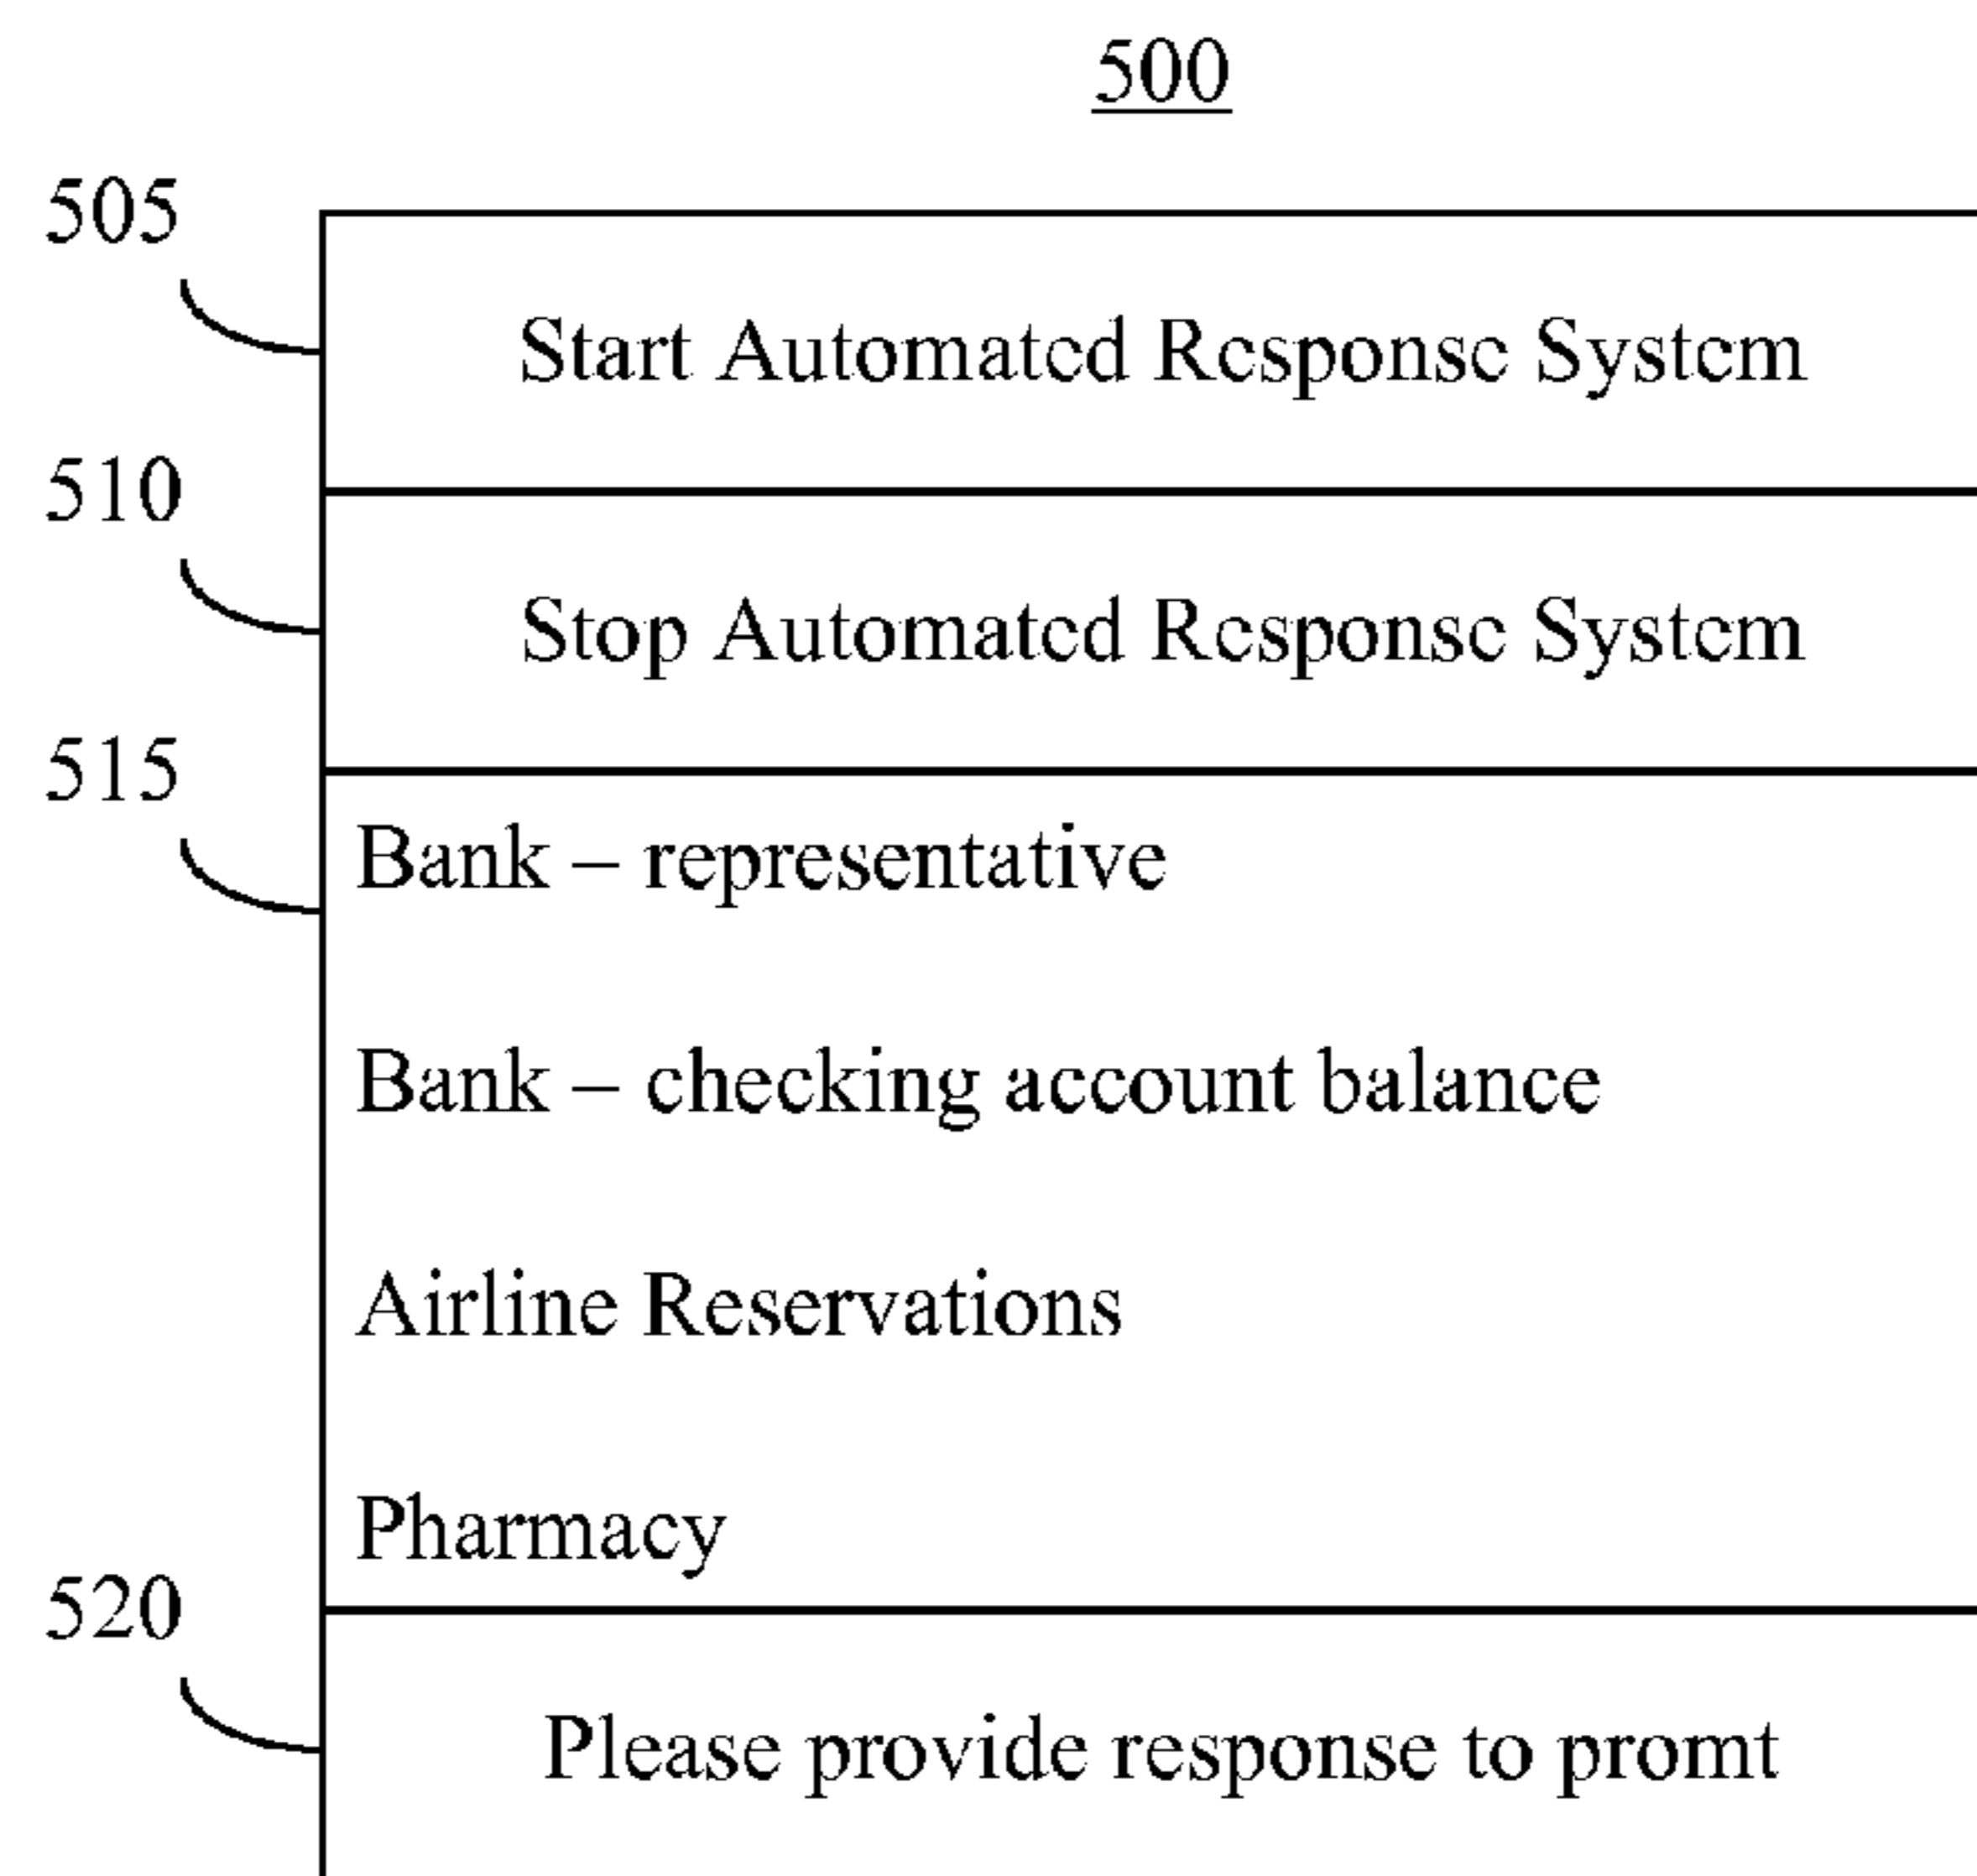 500
505
Start Automated Response System
510
Stop Automated Response System
515
Bank – representative
Bank – checking account balance
Airline Reservations
Pharmacy
520
Please provide response to promt